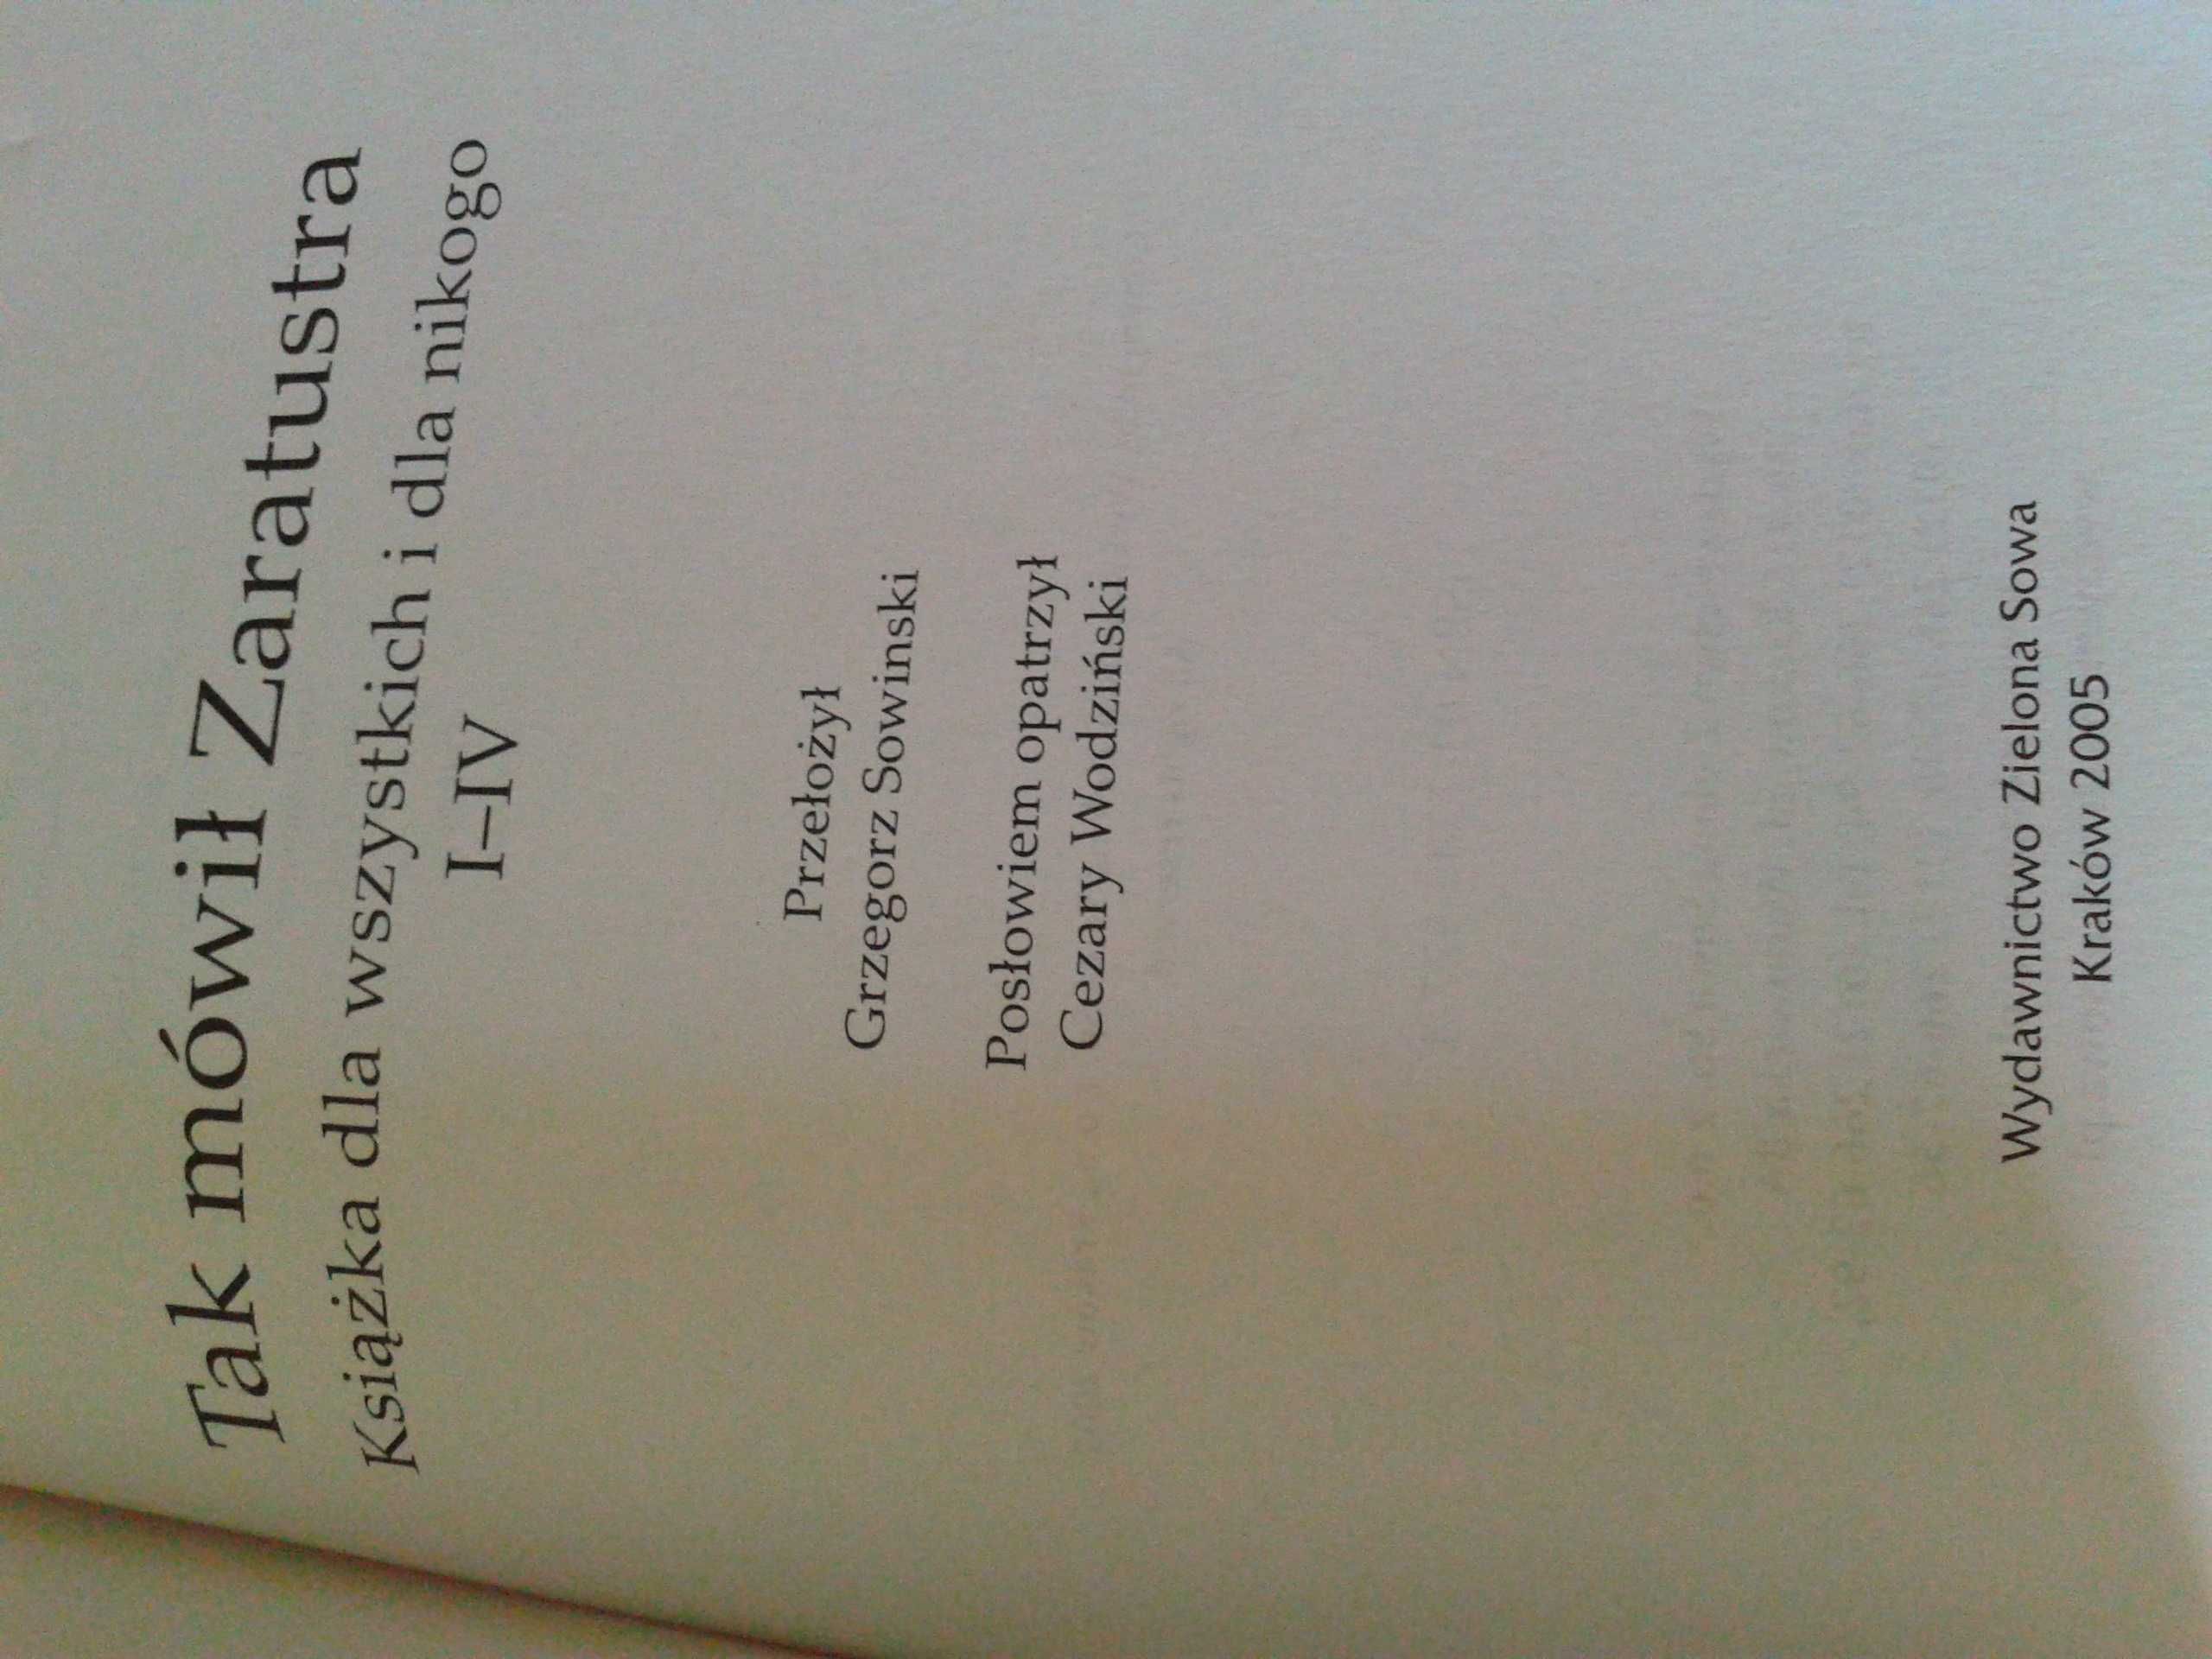 Tak mówił Zaratustra
Książka dla wszystkich i dla nikogo
I–IV
Przełożył
Grzegorz Sowinski
Posłowiem opatrzył
Cezary Wodziński
Wydawnictwo Zielona Sowa
Kraków 2005